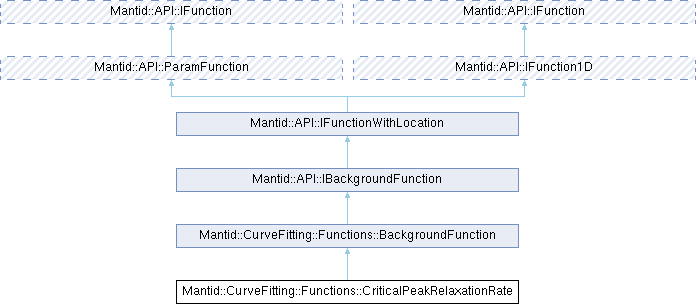 Mantid::API::IFunction
Mantid::API::IFunction
Mantid::API::ParamFunction
Mantid::API::IFunction1D
Mantid::API::IFunctionWithLocation
Mantid::API::IBackgroundFunction
Mantid::CurveFitting::Functions::BackgroundFunction
Mantid::CurveFitting::Functions::CriticalPeakRelaxationRate